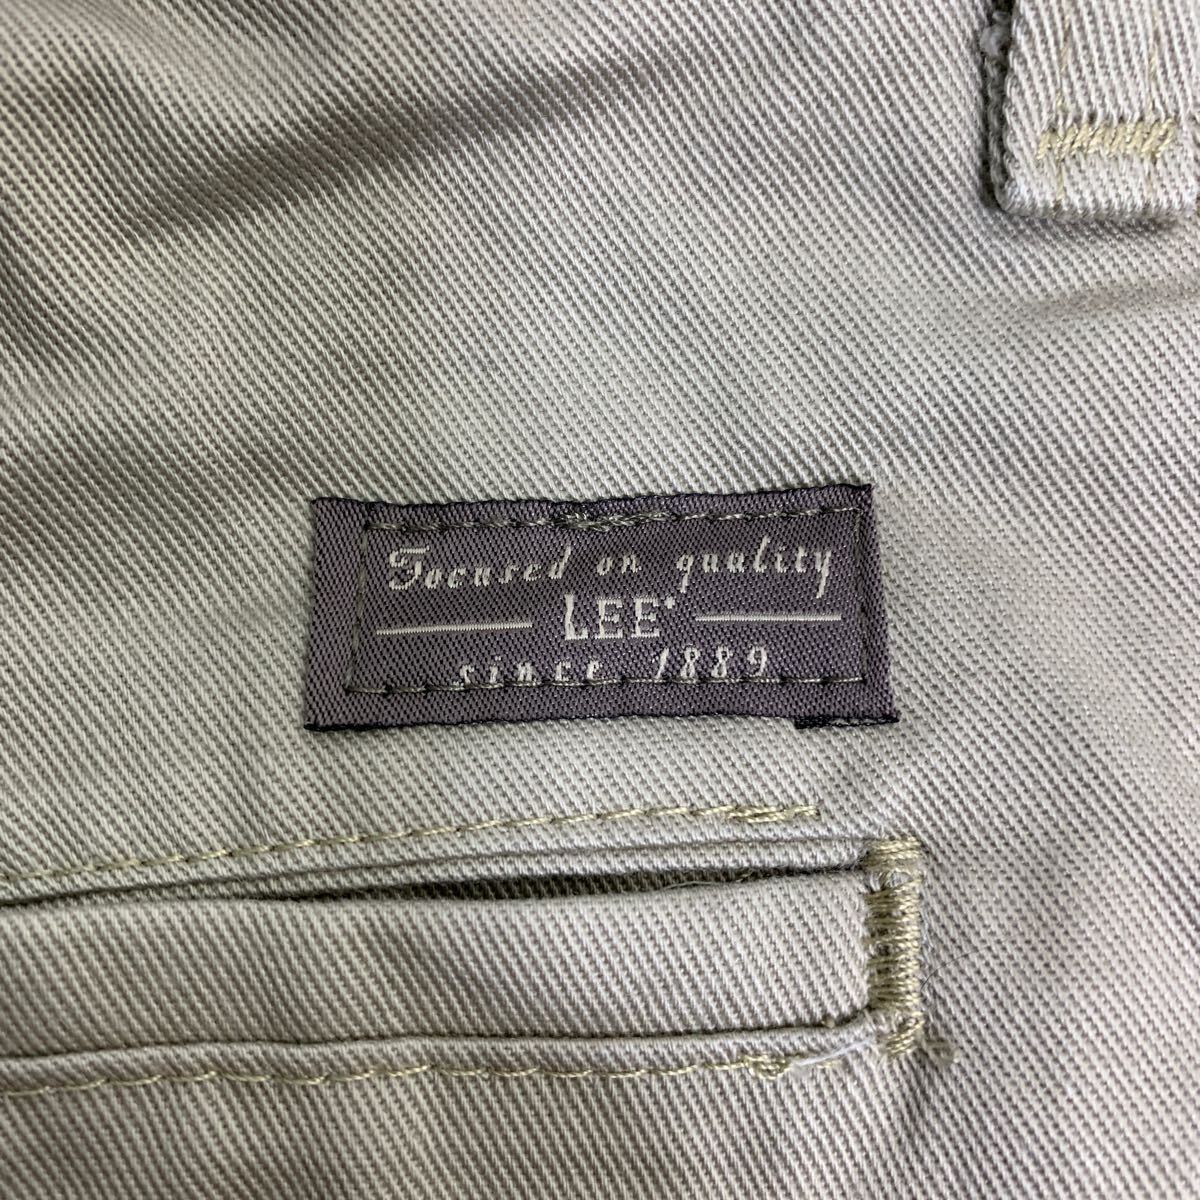 Focused on quality
LEE®
since 1889